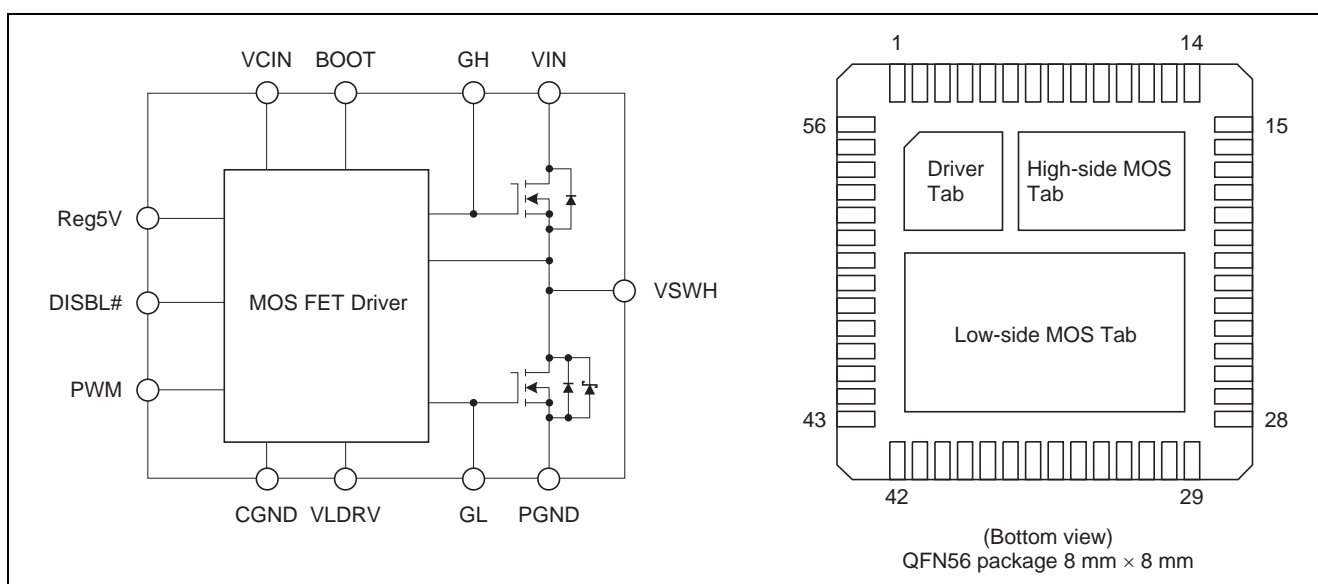 VCIN BOOT GH VIN
Reg5V
DISBL#
PWM
MOS FET Driver
VSWH
CGND VLDRV GL PGND
1 14
56 15
Driver
Tab
High-side MOS
Tab
Low-side MOS Tab
43 28
42 29
(Bottom view)
QFN56 package 8 mm × 8 mm